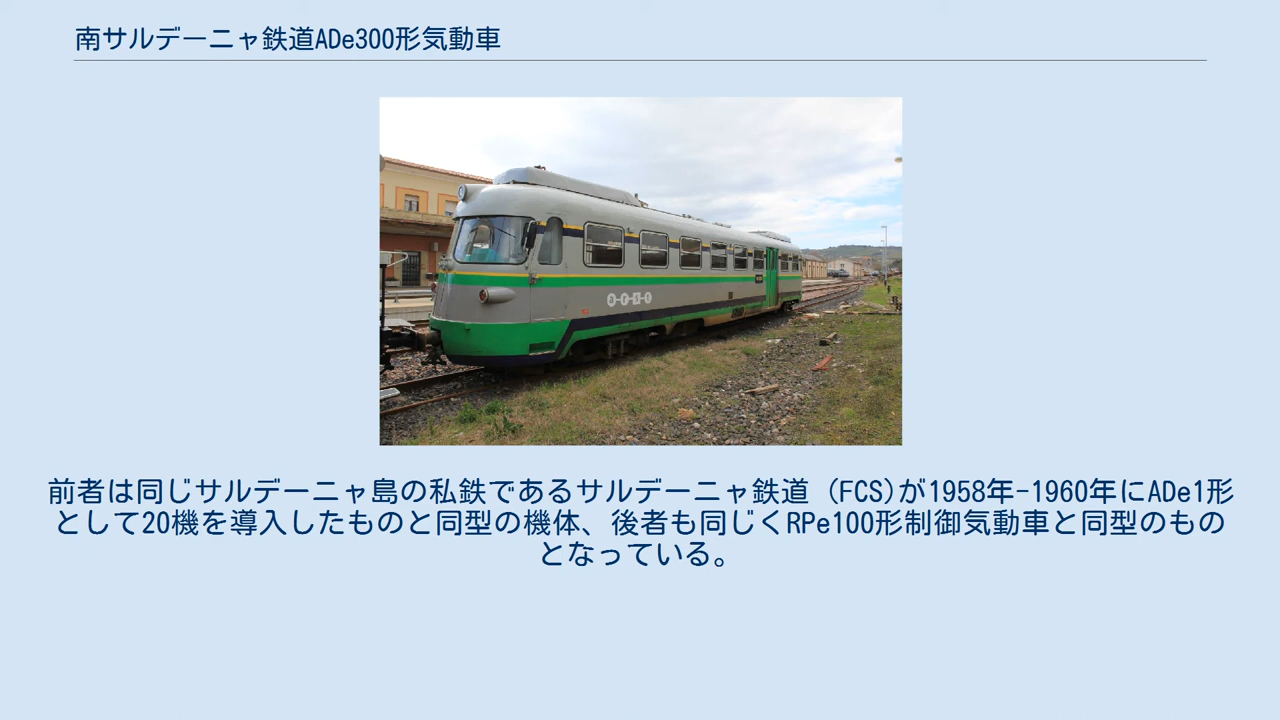 南サルデーニャ鉄道ADe300形気動車
前者は同じサルデーニャ島の私鉄であるサルデーニャ鉄道 (FCS)が1958年-1960年にADe1形
として20機を導入したものと同型の機体、後者も同じくRPe100形制御気動車と同型のもの
となっている。